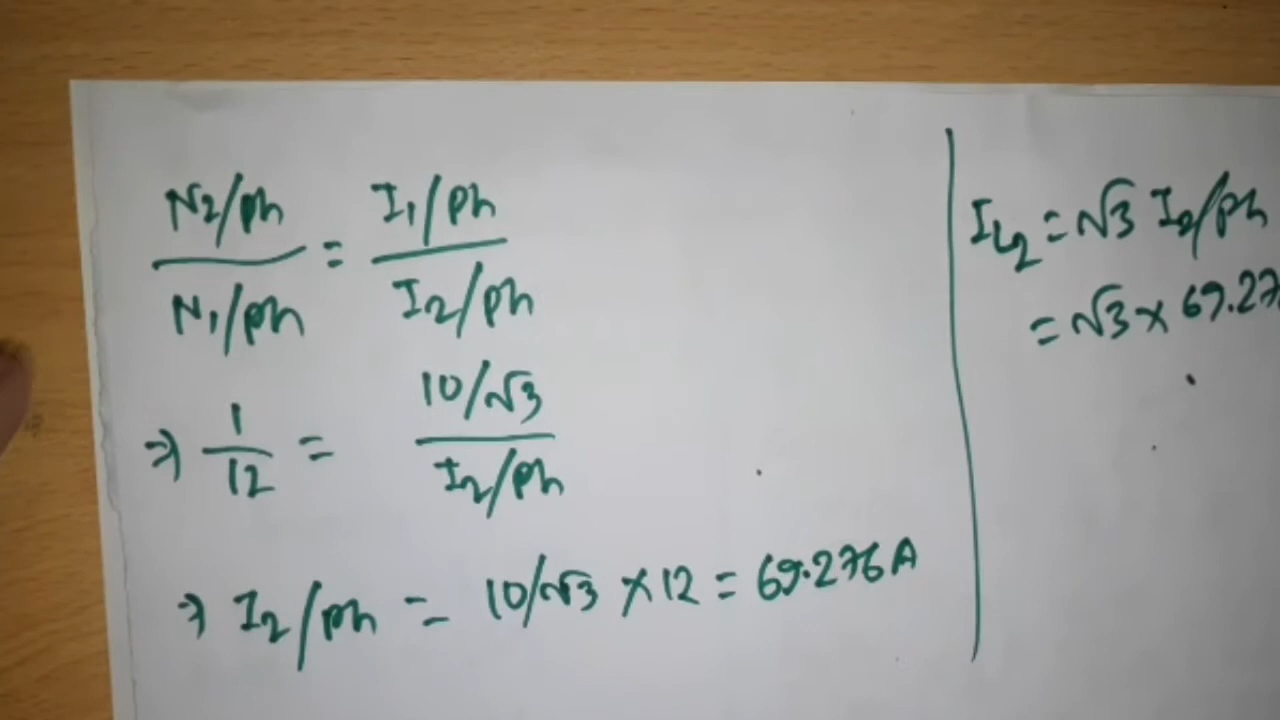 N2/ph / N1/ph = I1/ph / I2/ph
⇒ 1/12 = 10/√3 / I2/ph
⇒ I2/ph = 10/√3 × 12 = 69.276A
IL2 = √3 I2/ph
= √3 × 69.27